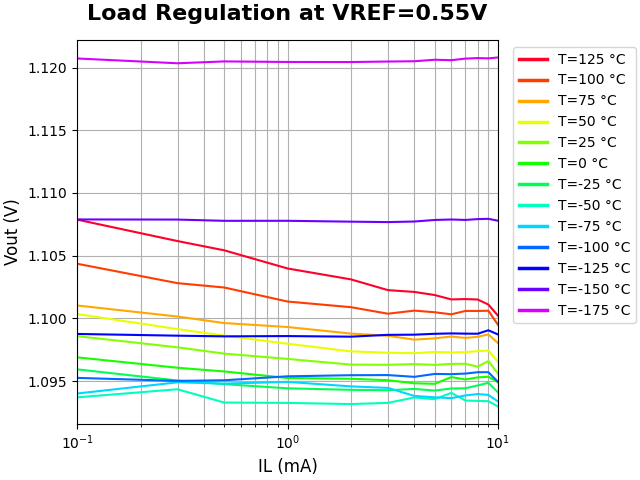 Load Regulation at VREF=0.55V
Vout (V)
1.120
1.115
1.110
1.105
1.100
1.095
10⁻¹
10⁰
10¹
IL (mA)
T=125 °C
T=100 °C
T=75 °C
T=50 °C
T=25 °C
T=0 °C
T=-25 °C
T=-50 °C
T=-75 °C
T=-100 °C
T=-125 °C
T=-150 °C
T=-175 °C